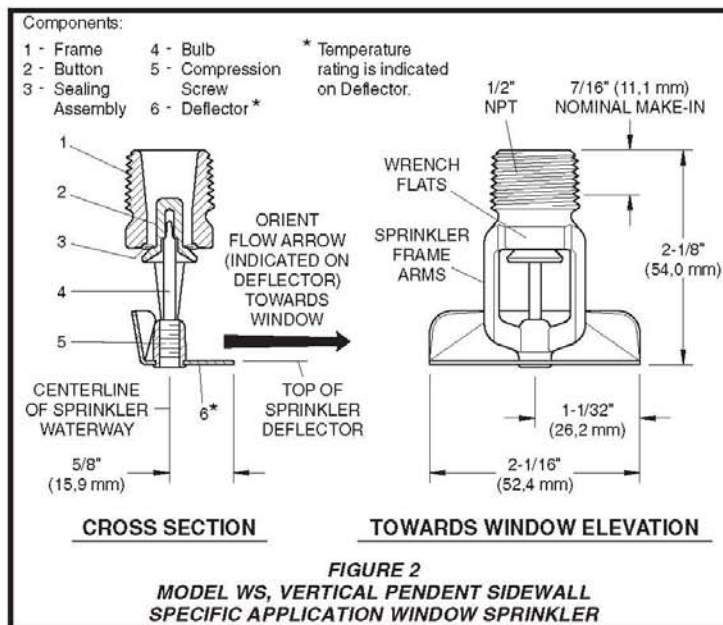 Components:
1 - Frame
2 - Button
3 - Sealing
Assembly
4 - Bulb
5 - Compression
Screw
6 - Deflector *
* Temperature
rating is indicated
on Deflector.
1
2
3
4
5
6*
ORIENT
FLOW ARROW
(INDICATED ON
DEFLECTOR)
TOWARDS
WINDOW
CENTERLINE
OF SPRINKLER
WATERWAY
TOP OF
SPRINKLER
DEFLECTOR
5/8"
(15,9 mm)
CROSS SECTION
1/2"
NPT
7/16" (11,1 mm)
NOMINAL MAKE-IN
WRENCH
FLATS
SPRINKLER
FRAME
ARMS
2-1/8"
(54,0 mm)
1-1/32"
(26,2 mm)
2-1/16"
(52,4 mm)
TOWARDS WINDOW ELEVATION
FIGURE 2
MODEL WS, VERTICAL PENDENT SIDEWALL
SPECIFIC APPLICATION WINDOW SPRINKLER